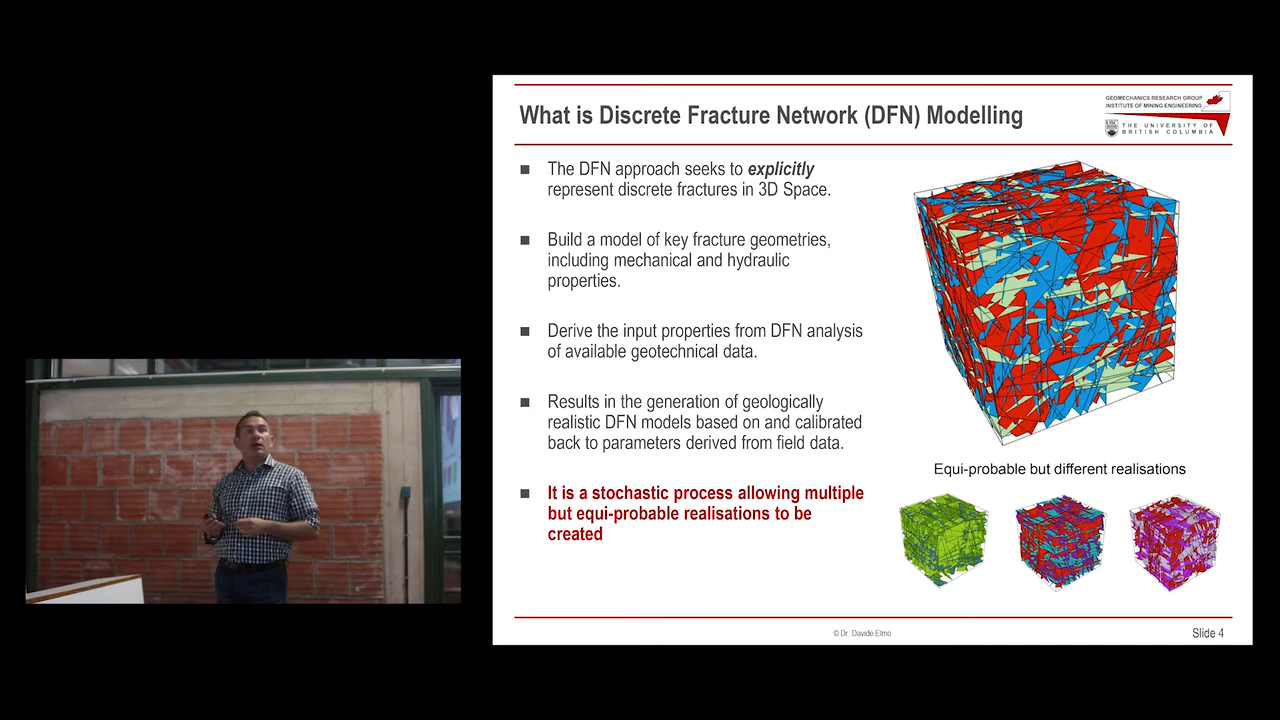 What is Discrete Fracture Network (DFN) Modelling
GEOMECHANICS RESEARCH GROUP
INSTITUTE OF MINING ENGINEERING
THE UNIVERSITY OF
BRITISH COLUMBIA
■ The DFN approach seeks to explicitly
represent discrete fractures in 3D Space.
■ Build a model of key fracture geometries,
including mechanical and hydraulic
properties.
■ Derive the input properties from DFN analysis
of available geotechnical data.
■ Results in the generation of geologically
realistic DFN models based on and calibrated
back to parameters derived from field data.
■ It is a stochastic process allowing multiple
but equi-probable realisations to be
created
Equi-probable but different realisations
© Dr. Davide Elmo
Slide 4